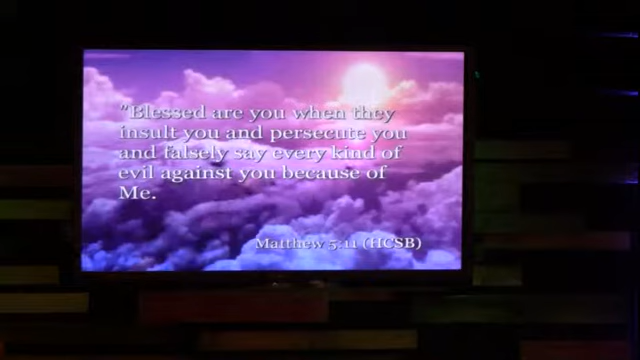 "Blessed are you when they
insult you and persecute you
and falsely say every kind of
evil against you because of
Me.
Matthew 5:11 (HCSB)